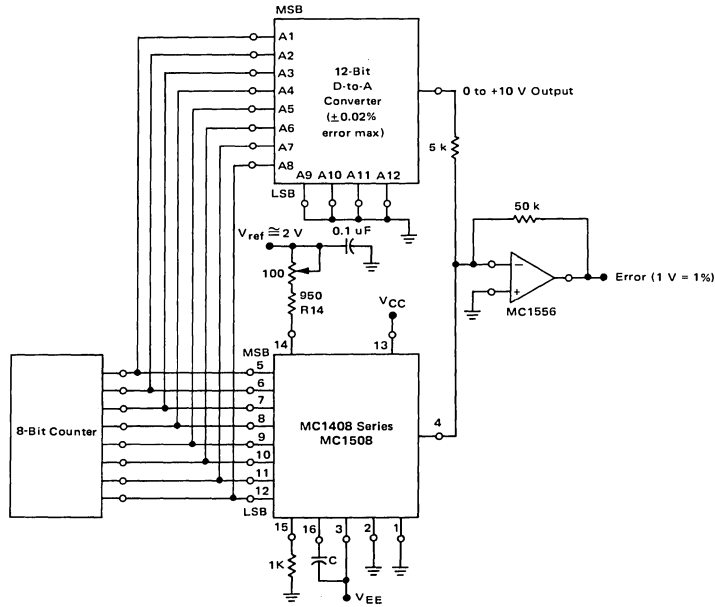 MSB
A1
A2
A3
A4
A5
A6
A7
A8
LSB
12-Bit
D-to-A
Converter
(±0.02%
error max)
A9 A10 A11 A12
0 to +10 V Output
5 k
50 k
Vref ≅ 2 V
0.1 uF
100
950
R14
VCC
−
+
MC1556
Error (1 V = 1%)
14
13
MSB
5
6
7
8
9
10
11
12
LSB
8-Bit Counter
MC1408 Series
MC1508
4
15
16
3
2
1
1K
C
VEE